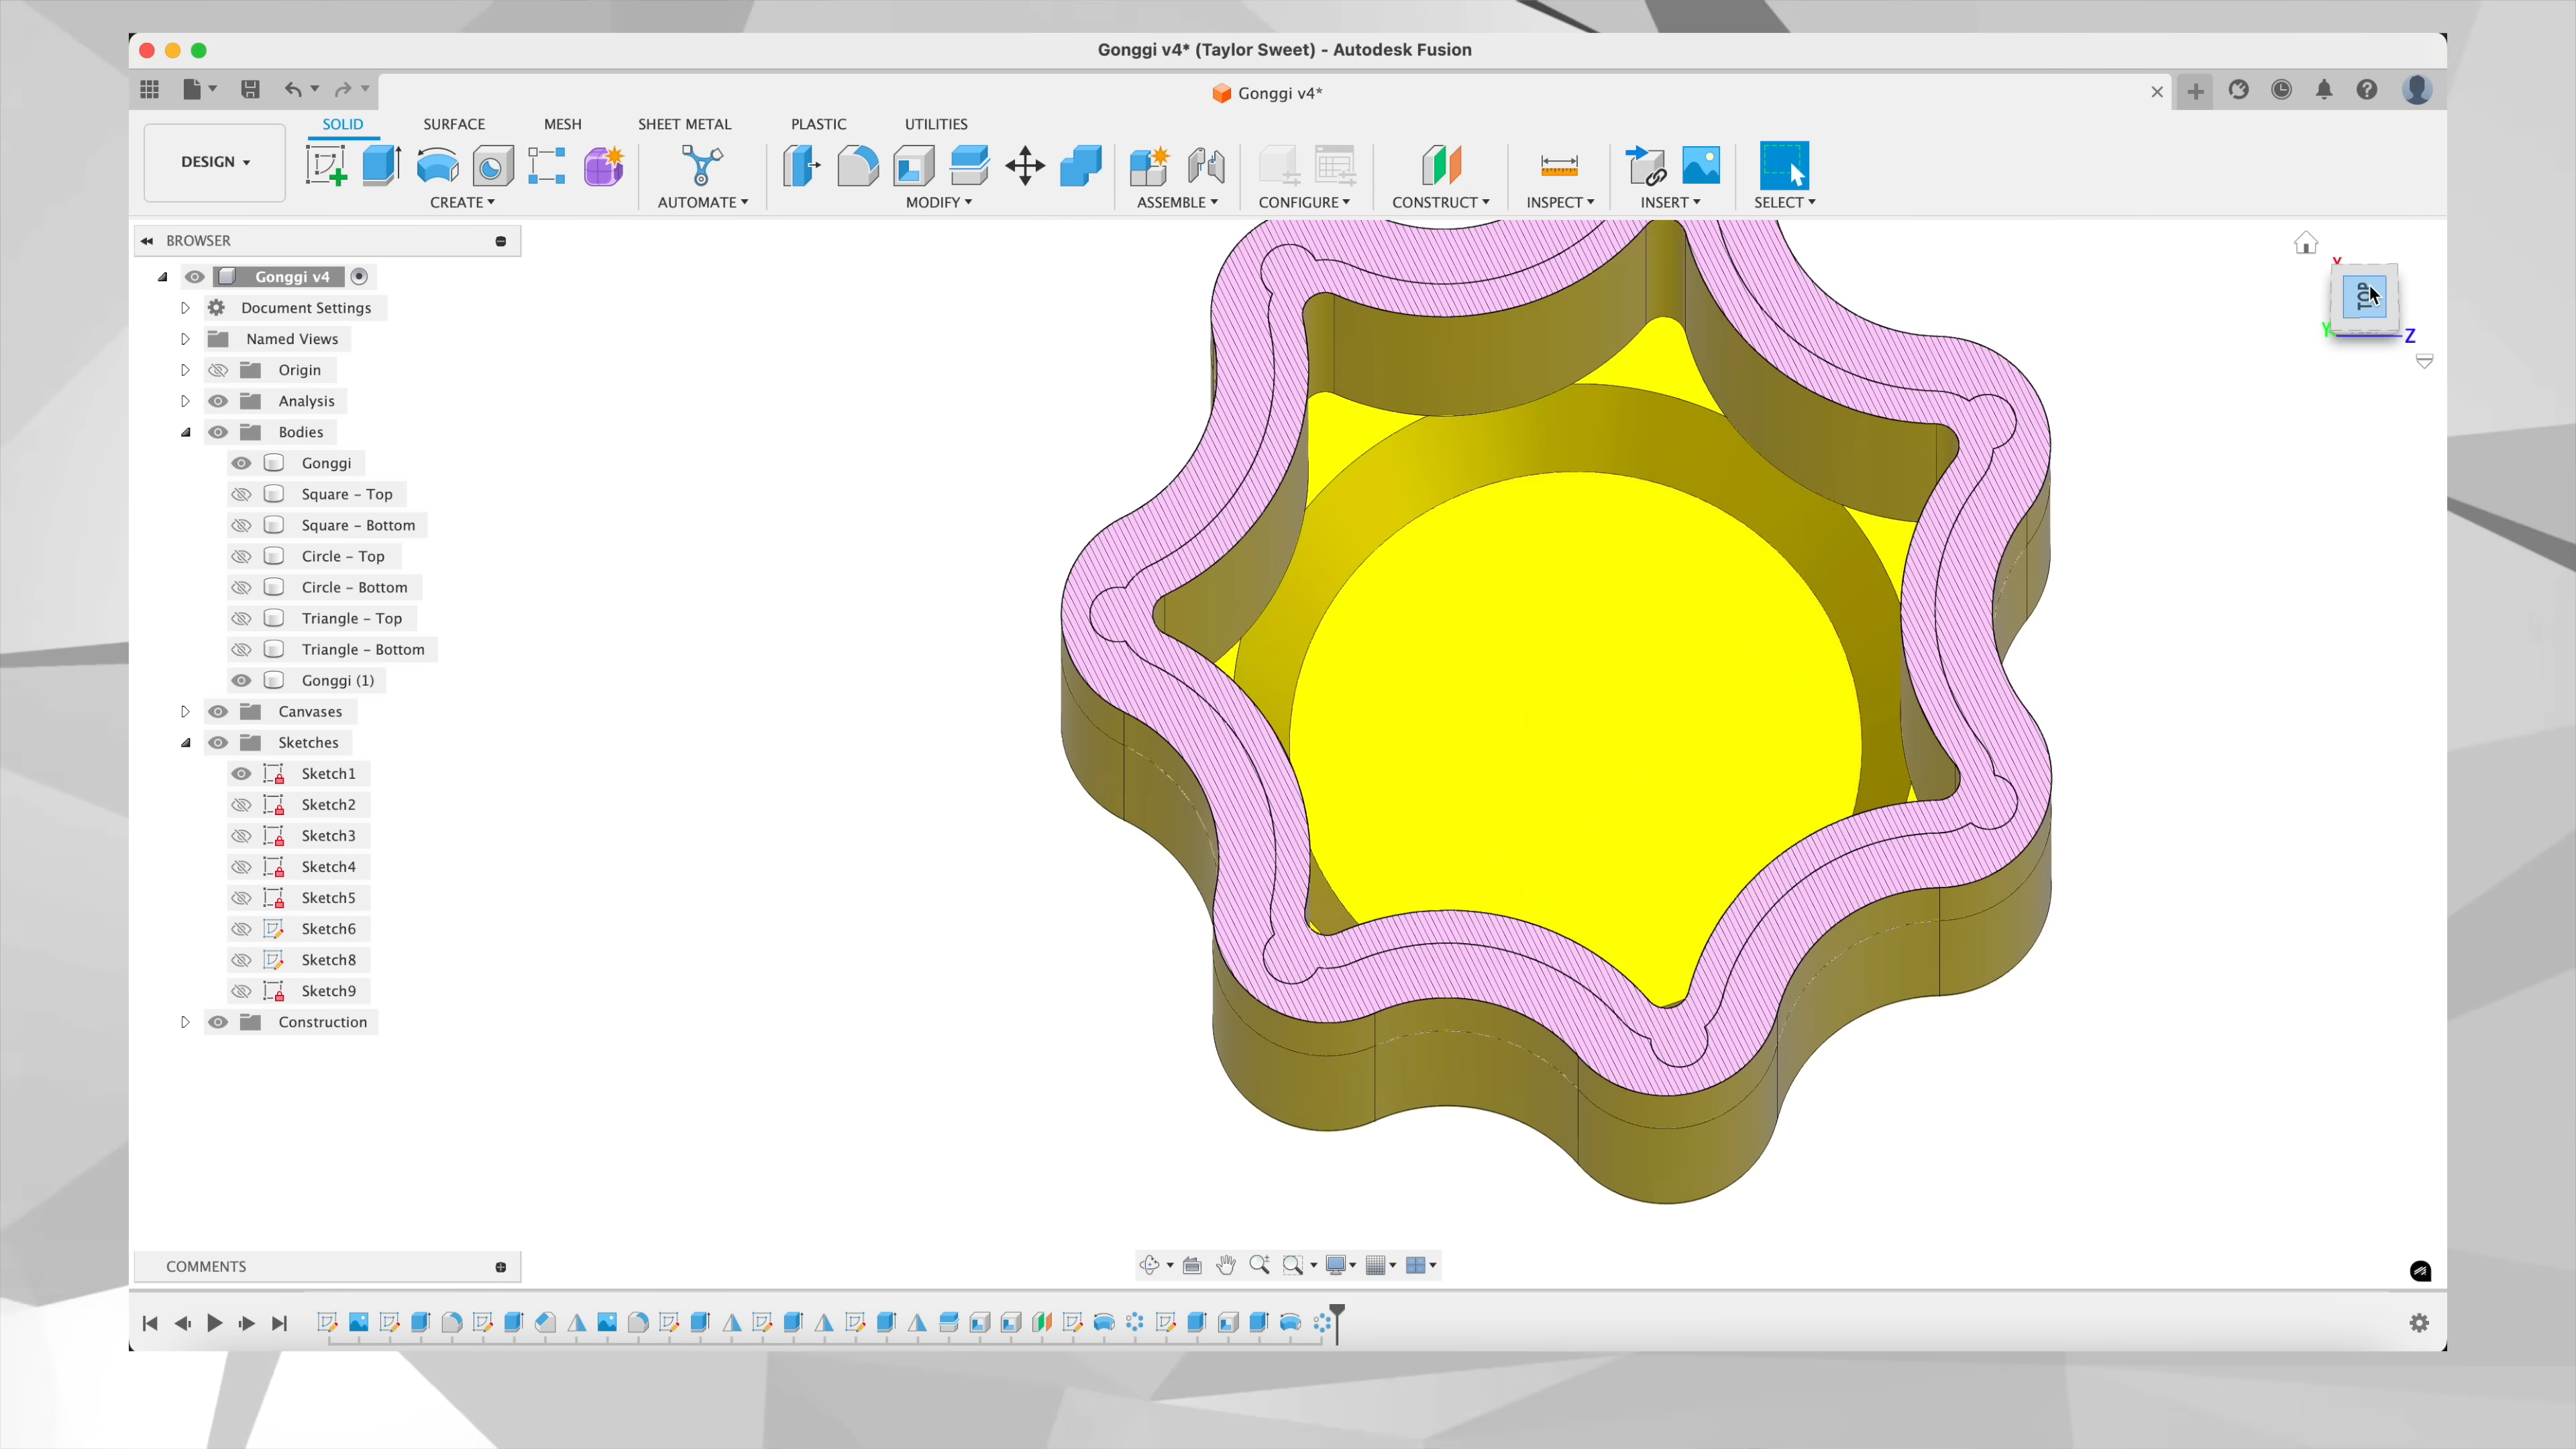 Gonggi v4* (Taylor Sweet) - Autodesk Fusion
Gonggi v4*
SOLID SURFACE MESH SHEET METAL PLASTIC UTILITIES
DESIGN
CREATE AUTOMATE MODIFY ASSEMBLE CONFIGURE CONSTRUCT INSPECT INSERT SELECT
BROWSER
Gonggi v4
Document Settings
Named Views
Origin
Analysis
Bodies
Gonggi
Square - Top
Square - Bottom
Circle - Top
Circle - Bottom
Triangle - Top
Triangle - Bottom
Gonggi (1)
Canvases
Sketches
Sketch1
Sketch2
Sketch3
Sketch4
Sketch5
Sketch6
Sketch8
Sketch9
Construction
X
TOP
Y
Z
COMMENTS